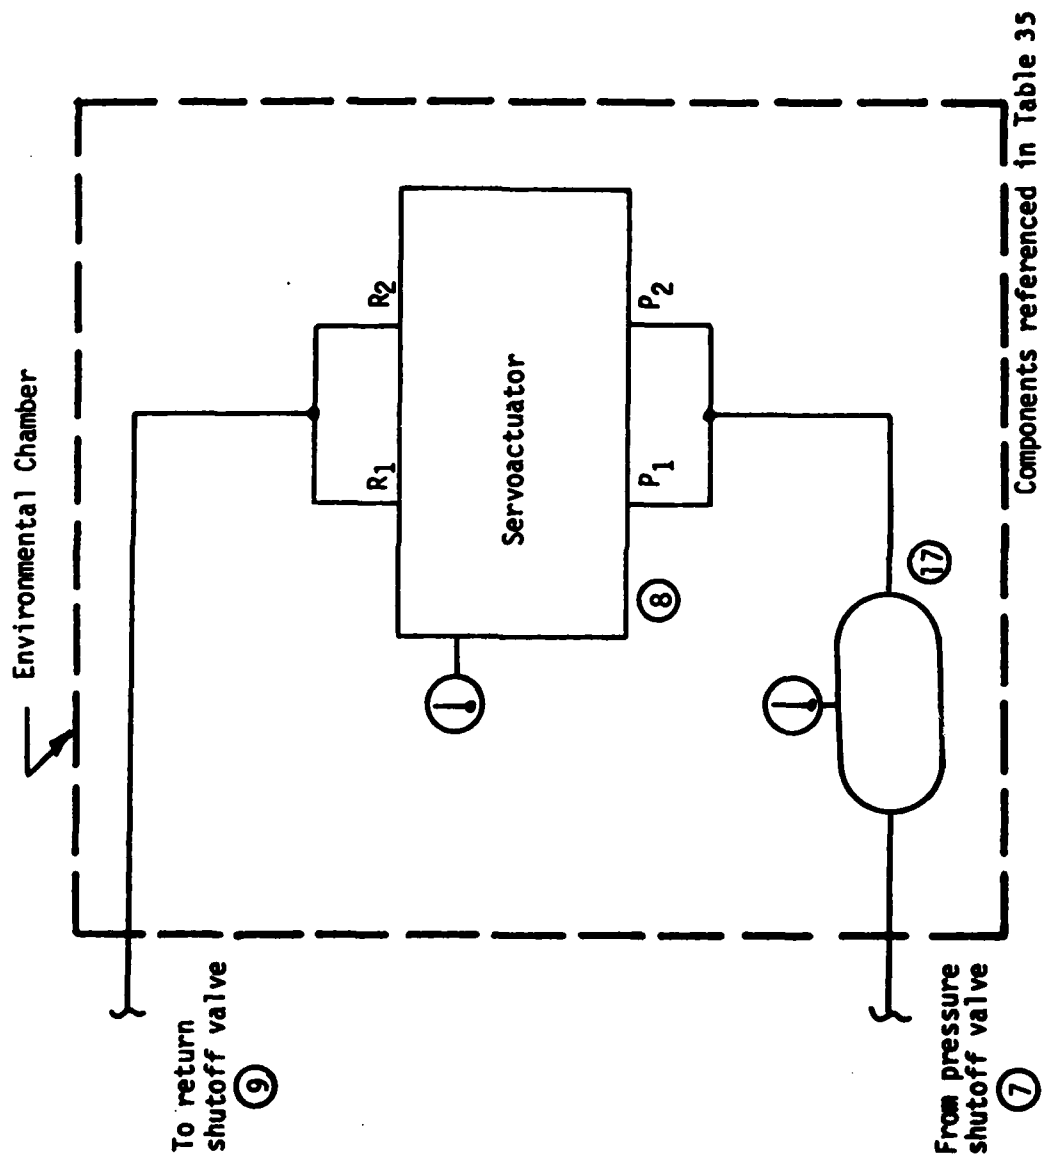 Environmental Chamber
To return
shutoff valve
9
R1
R2
Servoactuator
8
P1
P2
17
From pressure
shutoff valve
7
Components referenced in Table 35